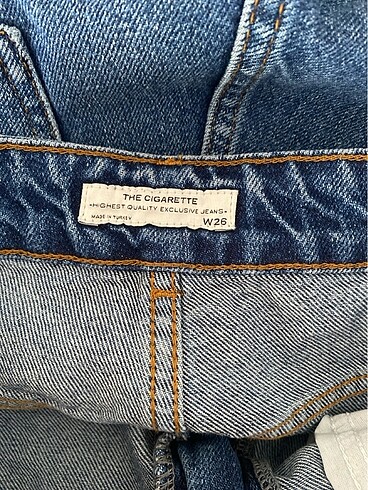 THE CIGARETTE
•HIGHEST QUALITY EXCLUSIVE JEANS•
MADE IN TURKEY
W26